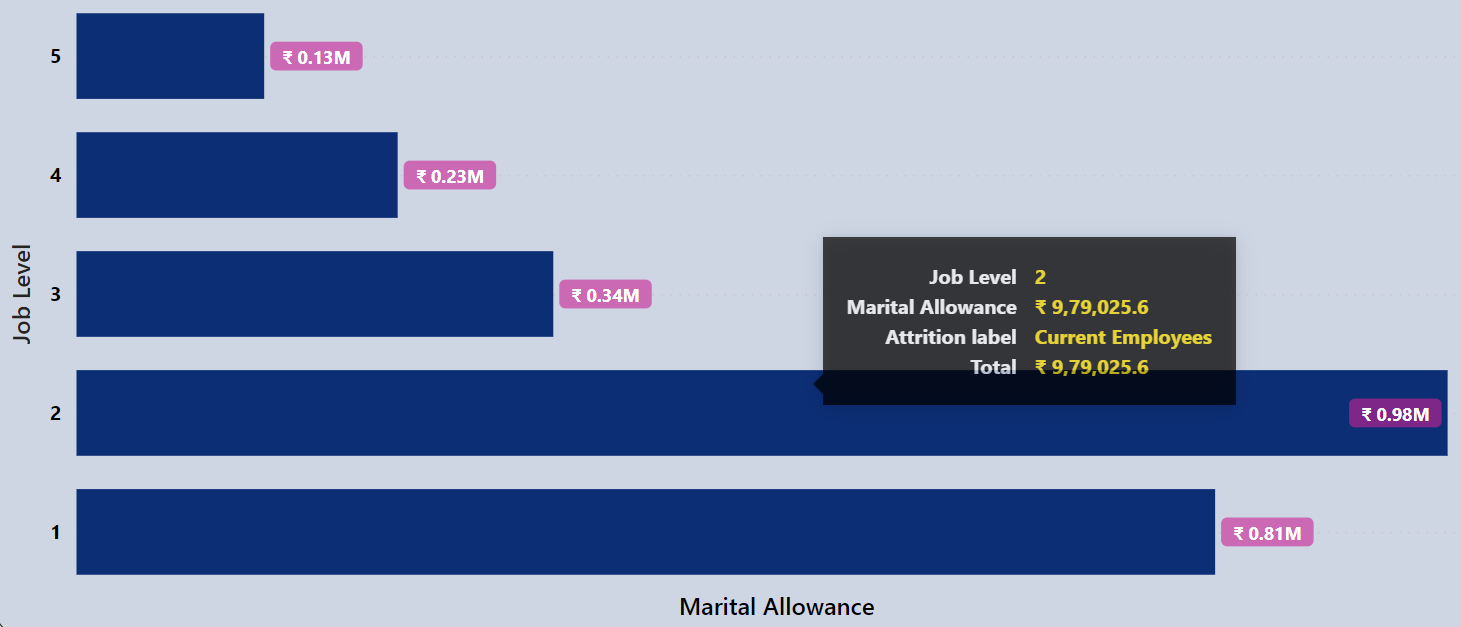 5
₹ 0.13M
4
₹ 0.23M
Job Level
3
₹ 0.34M
Job Level 2
Marital Allowance ₹ 9,79,025.6
Attrition label Current Employees
Total ₹ 9,79,025.6
2
₹ 0.98M
1
₹ 0.81M
Marital Allowance